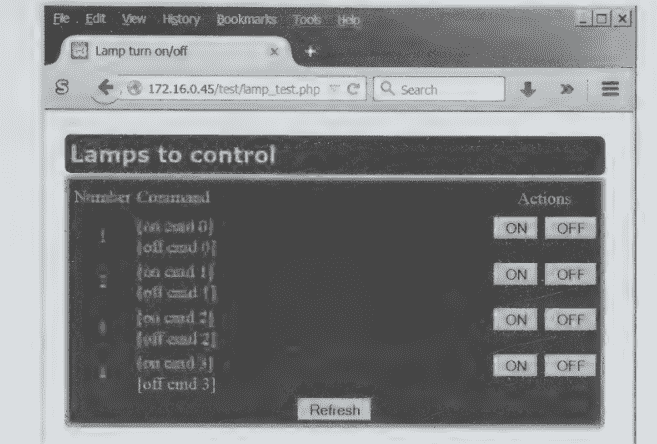 File Edit View History Bookmarks Tools Help
Lamp turn on/off
172.16.0.45/test/lamp_test.php Search
Lamps to control
Number Command Actions
1 [on cmd 0] ON OFF
[off cmd 0]
[on cmd 1] ON OFF
[off cmd 1]
[on cmd 2] ON OFF
[off cmd 2]
[on cmd 3] ON OFF
[off cmd 3]
Refresh